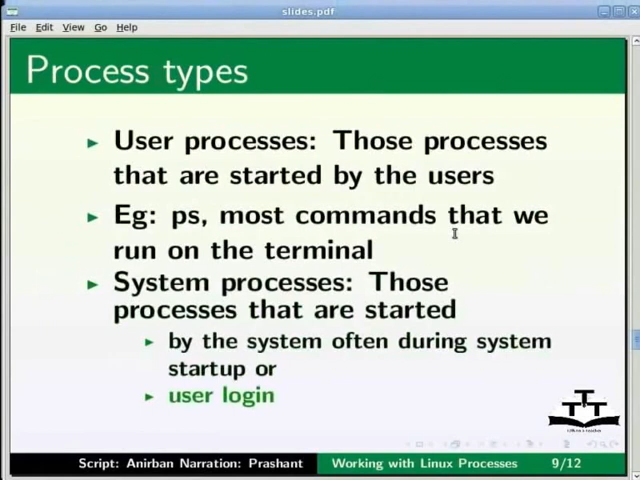 slides.pdf
File Edit View Go Help
Process types
User processes: Those processes
that are started by the users
Eg: ps, most commands that we
run on the terminal
System processes: Those
processes that are started
by the system often during system
startup or
user login
TTT
Script: Anirban Narration: Prashant Working with Linux Processes 9/12